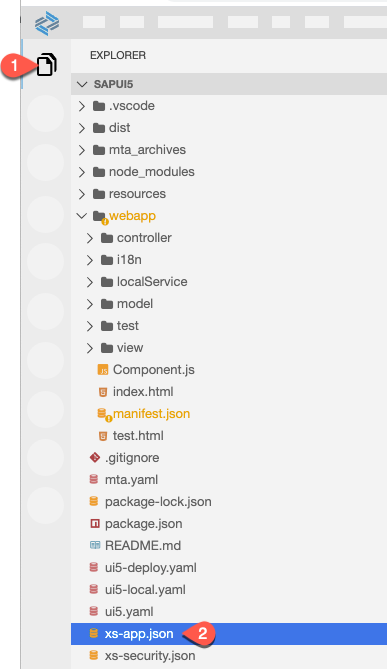 EXPLORER
1
SAPUI5
.vscode
dist
mta_archives
node_modules
resources
webapp
controller
i18n
localService
model
test
view
Component.js
index.html
manifest.json
test.html
.gitignore
mta.yaml
package-lock.json
package.json
README.md
ui5-deploy.yaml
ui5-local.yaml
ui5.yaml
xs-app.json 2
xs-security.json